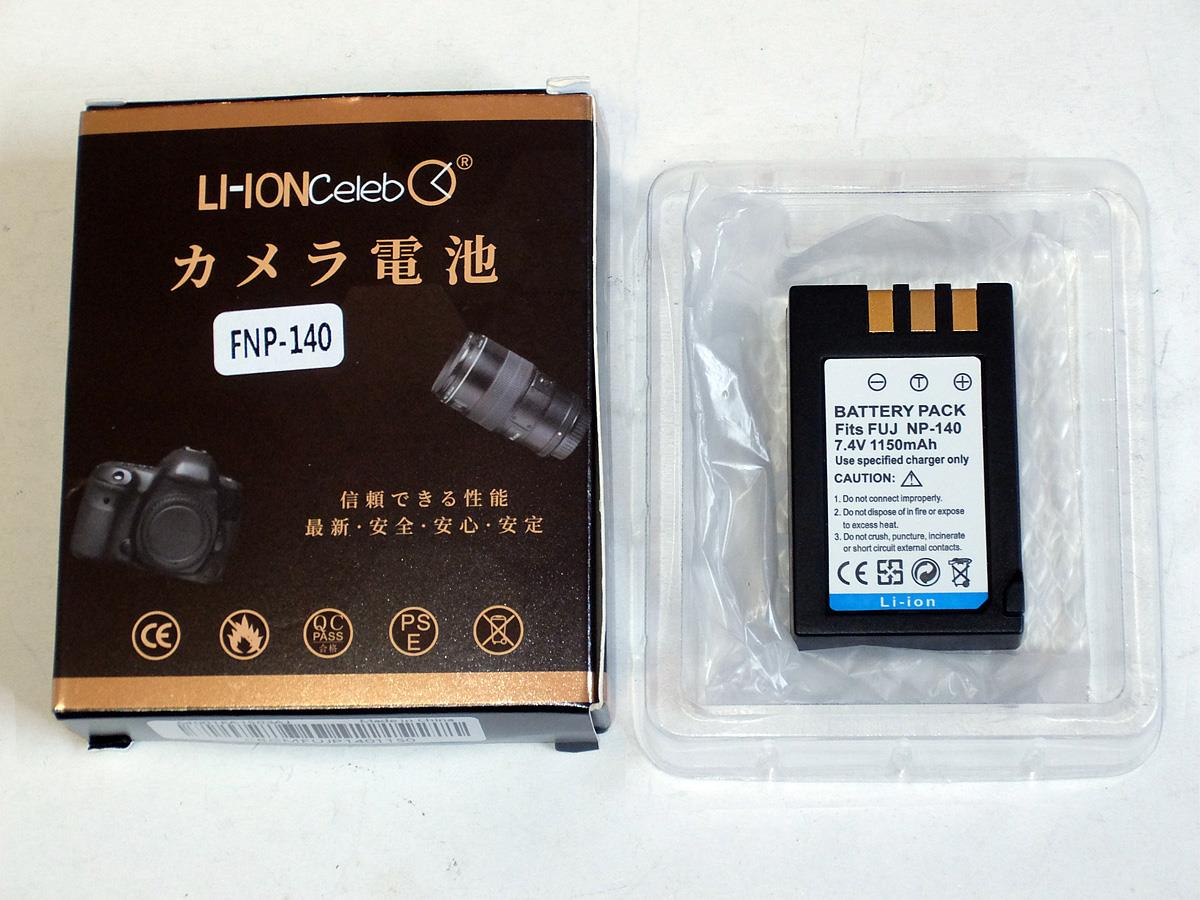 LI-IONCeleb ®
カメラ電池
FNP-140
信頼できる性能
最新・安全・安心・安定
CE
QC
PASS
合格
PS
E
Made in China
MFUJP1401150
⊖ Ⓣ ⊕
BATTERY PACK
Fits FUJ NP-140
7.4V 1150mAh
Use specified charger only
CAUTION:
1. Do not connect improperly.
2. Do not dispose of in fire or expose
to excess heat.
3. Do not crush, puncture, incinerate
or short circuit external contacts.
CE
Li-ion